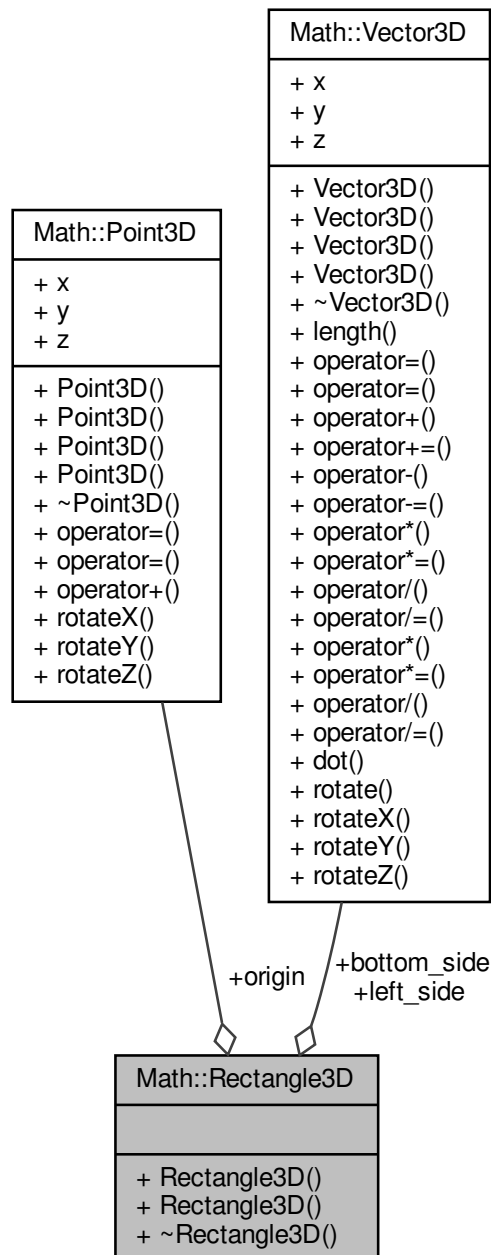 Math::Vector3D
+ x
+ y
+ z
+ Vector3D()
+ Vector3D()
+ Vector3D()
+ Vector3D()
+ ~Vector3D()
+ length()
+ operator=()
+ operator=()
+ operator+()
+ operator+=()
+ operator-()
+ operator-=()
+ operator*()
+ operator*=()
+ operator/()
+ operator/=()
+ operator*()
+ operator*=()
+ operator/()
+ operator/=()
+ dot()
+ rotate()
+ rotateX()
+ rotateY()
+ rotateZ()
Math::Point3D
+ x
+ y
+ z
+ Point3D()
+ Point3D()
+ Point3D()
+ Point3D()
+ ~Point3D()
+ operator=()
+ operator=()
+ operator+()
+ rotateX()
+ rotateY()
+ rotateZ()
+origin
+bottom_side
+left_side
Math::Rectangle3D
+ Rectangle3D()
+ Rectangle3D()
+ ~Rectangle3D()